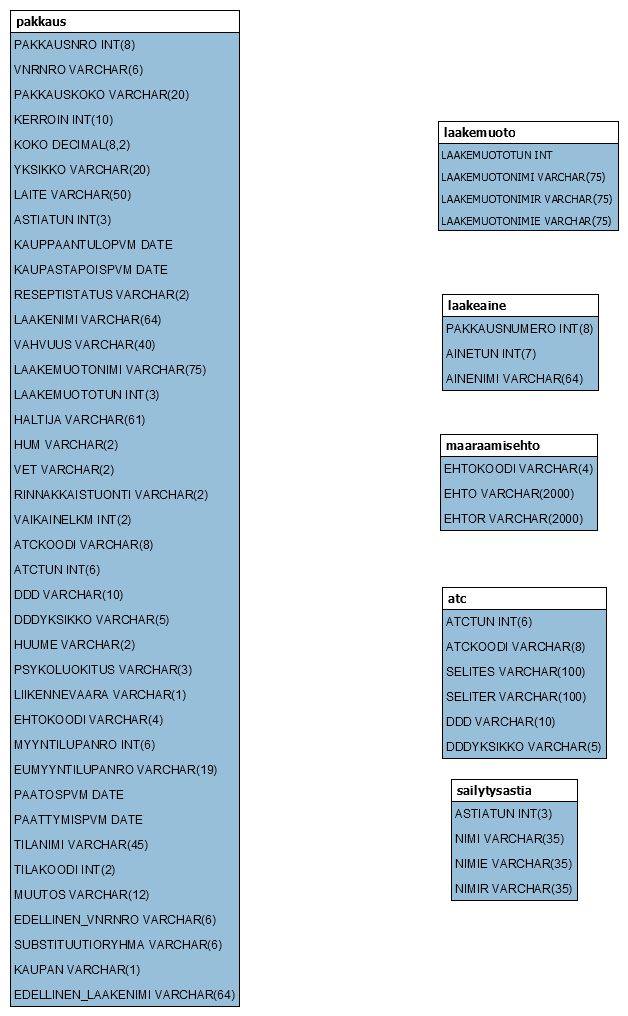 pakkaus
PAKKAUSNRO INT(8)
VNRNRO VARCHAR(6)
PAKKAUSKOKO VARCHAR(20)
KERROIN INT(10)
KOKO DECIMAL(8,2)
YKSIKKO VARCHAR(20)
LAITE VARCHAR(50)
ASTIATUN INT(3)
KAUPPAANTULOPVM DATE
KAUPASTAPOISPVM DATE
RESEPTISTATUS VARCHAR(2)
LAAKENIMI VARCHAR(64)
VAHVUUS VARCHAR(40)
LAAKEMUOTONIMI VARCHAR(75)
LAAKEMUOTOTUN INT(3)
HALTIJA VARCHAR(61)
HUM VARCHAR(2)
VET VARCHAR(2)
RINNAKKAISTUONTI VARCHAR(2)
VAIKAINELKM INT(2)
ATCKOODI VARCHAR(8)
ATCTUN INT(6)
DDD VARCHAR(10)
DDDYKSIKKO VARCHAR(5)
HUUME VARCHAR(2)
PSYKOLUOKITUS VARCHAR(3)
LIIKENNEVAARA VARCHAR(1)
EHTOKOODI VARCHAR(4)
MYYNTILUPANRO INT(6)
EUMYYNTILUPANRO VARCHAR(19)
PAATOSPVM DATE
PAATTYMISPVM DATE
TILANIMI VARCHAR(45)
TILAKOODI INT(2)
MUUTOS VARCHAR(12)
EDELLINEN_VNRNRO VARCHAR(6)
SUBSTITUUTIORYHMA VARCHAR(6)
KAUPAN VARCHAR(1)
EDELLINEN_LAAKENIMI VARCHAR(64)
laakemuoto
LAAKEMUOTOTUN INT
LAAKEMUOTONIMI VARCHAR(75)
LAAKEMUOTONIMIR VARCHAR(75)
LAAKEMUOTONIMIE VARCHAR(75)
laakeaine
PAKKAUSNUMERO INT(8)
AINETUN INT(7)
AINENIMI VARCHAR(64)
maaraamisehto
EHTOKOODI VARCHAR(4)
EHTO VARCHAR(2000)
EHTOR VARCHAR(2000)
atc
ATCTUN INT(6)
ATCKOODI VARCHAR(8)
SELITES VARCHAR(100)
SELITER VARCHAR(100)
DDD VARCHAR(10)
DDDYKSIKKO VARCHAR(5)
sailytysastia
ASTIATUN INT(3)
NIMI VARCHAR(35)
NIMIE VARCHAR(35)
NIMIR VARCHAR(35)